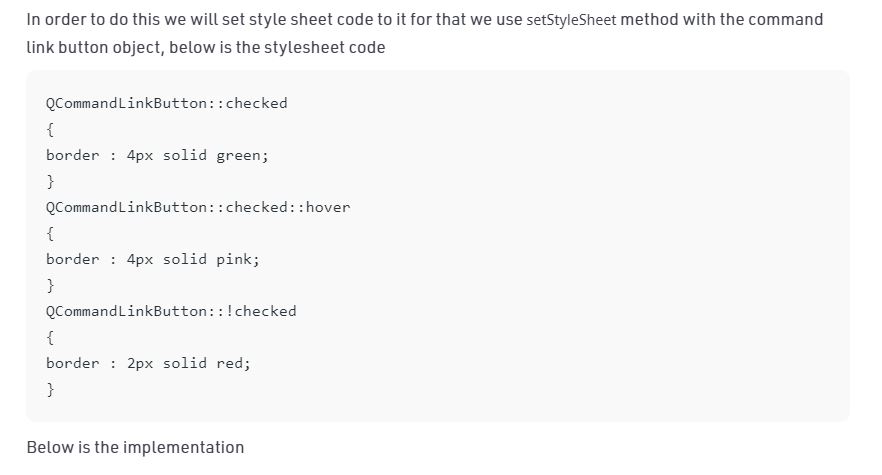 In order to do this we will set style sheet code to it for that we use setStyleSheet method with the command
link button object, below is the stylesheet code
QCommandLinkButton::checked
{
border : 4px solid green;
}
QCommandLinkButton::checked::hover
{
border : 4px solid pink;
}
QCommandLinkButton::!checked
{
border : 2px solid red;
}
Below is the implementation